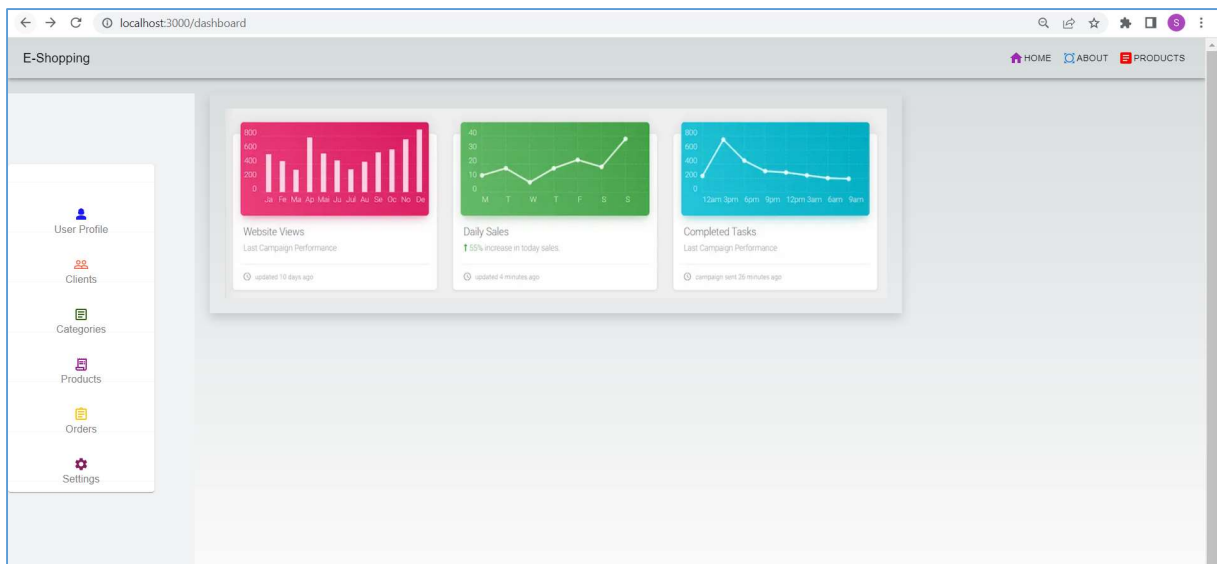 localhost:3000/dashboard
S
E-Shopping
HOME ABOUT PRODUCTS
User Profile
Clients
Categories
Products
Orders
Settings
800
600
400
200
0
Ja Fe Ma Ap Mai Ju Jul Au Se Oc No De
Website Views
Last Campaign Performance
updated 10 days ago
40
30
20
10
0
M T W T F S S
Daily Sales
55% increase in today sales.
updated 4 minutes ago
800
600
400
200
0
12am 3pm 6pm 9pm 12pm 3am 6am 9am
Completed Tasks
Last Campaign Performance
campaign sent 26 minutes ago